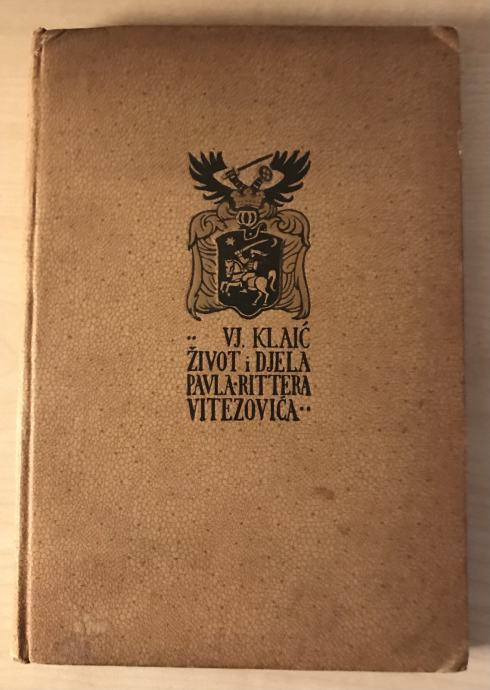 ·· VJ. KLAIĆ
ŽIVOT i DJELA
PAVLA·RITTERA
VITEZOVIĆA··